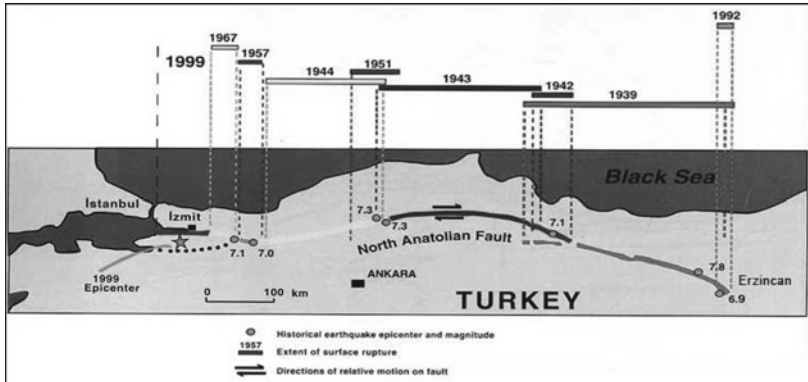 1992
1967
1999
1957
1951
1944
1943
1942
1939
Black Sea
İstanbul
İzmit
7.3
7.3
7.1
7.1
7.0
North Anatolian Fault
1999
Epicenter
ANKARA
7.8
Erzincan
6.9
0 100
km
TURKEY
Historical earthquake epicenter and magnitude
1957
Extent of surface rupture
Directions of relative motion on fault